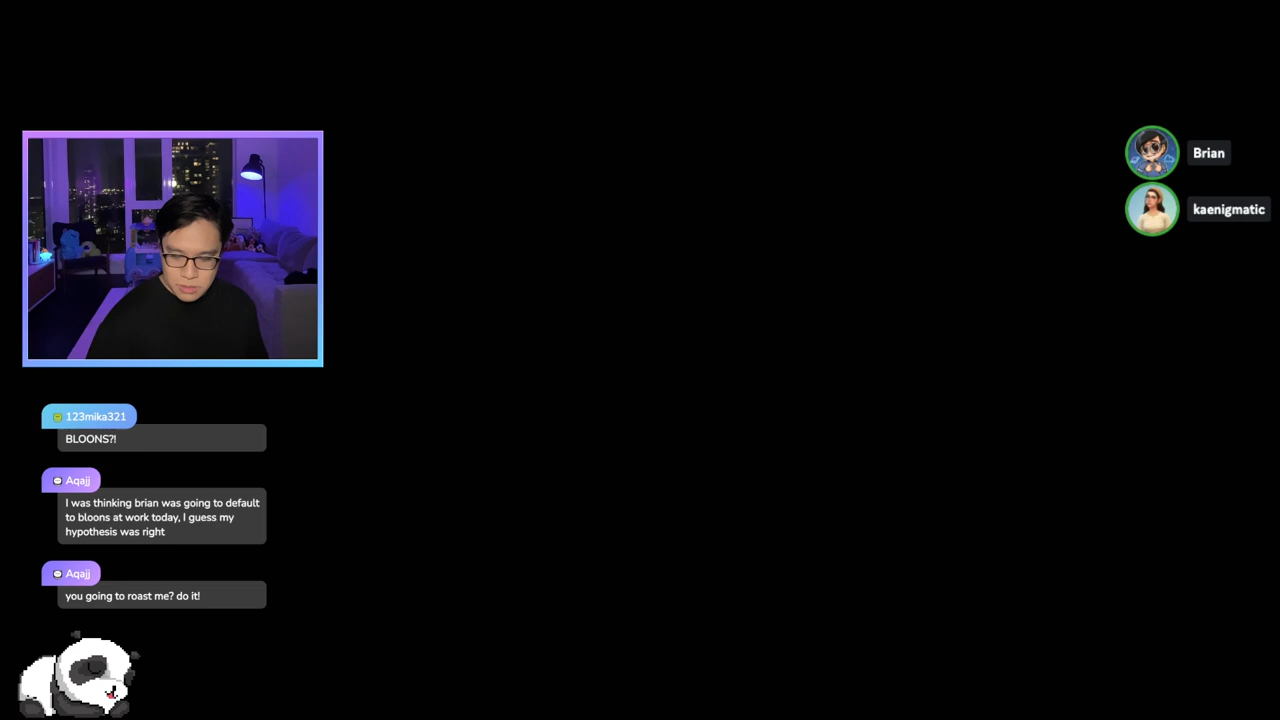 Brian
kaenigmatic
123mika321
BLOONS?!
Aqajj
I was thinking brian was going to default
to bloons at work today, I guess my
hypothesis was right
Aqajj
you going to roast me? do it!